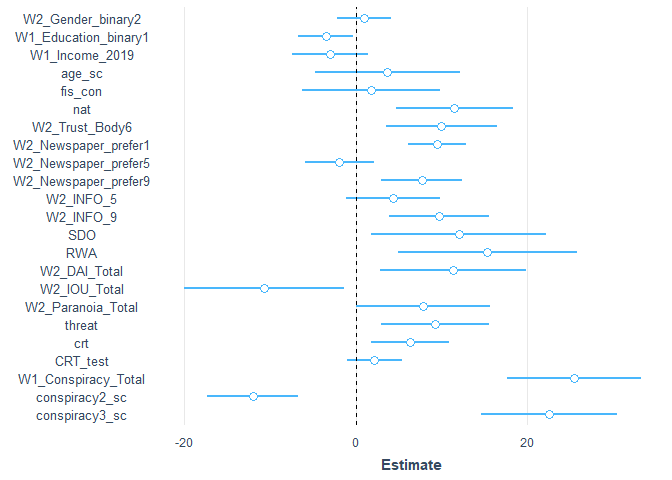 W2_Gender_binary2
W1_Education_binary1
W1_Income_2019
age_sc
fis_con
nat
W2_Trust_Body6
W2_Newspaper_prefer1
W2_Newspaper_prefer5
W2_Newspaper_prefer9
W2_INFO_5
W2_INFO_9
SDO
RWA
W2_DAI_Total
W2_IOU_Total
W2_Paranoia_Total
threat
crt
CRT_test
W1_Conspiracy_Total
conspiracy2_sc
conspiracy3_sc
-20 0 20
Estimate